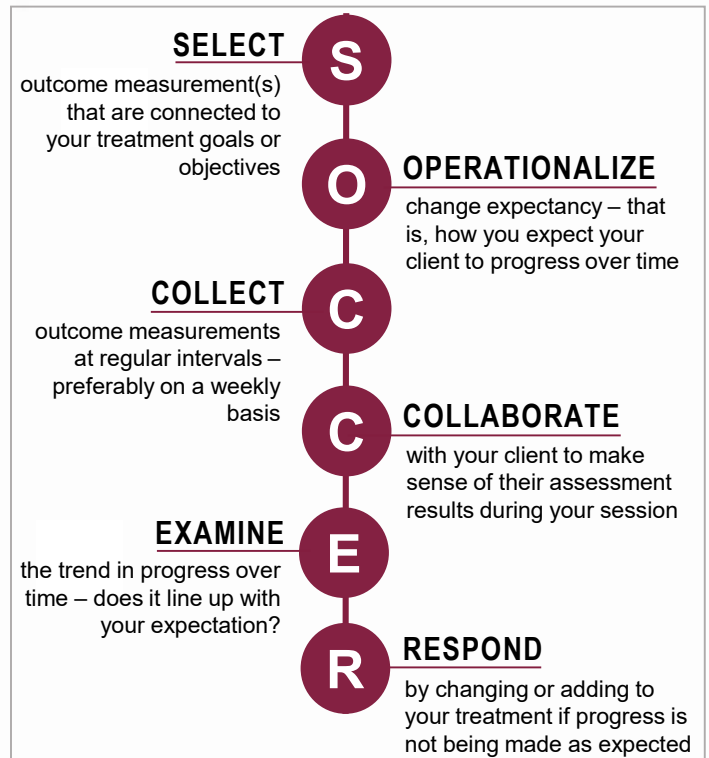 S
SELECT
outcome measurement(s)
that are connected to
your treatment goals or
objectives
O
OPERATIONALIZE
change expectancy – that
is, how you expect your
client to progress over time
C
COLLECT
outcome measurements
at regular intervals –
preferably on a weekly
basis
C
COLLABORATE
with your client to make
sense of their assessment
results during your session
E
EXAMINE
the trend in progress over
time – does it line up with
your expectation?
R
RESPOND
by changing or adding to
your treatment if progress is
not being made as expected